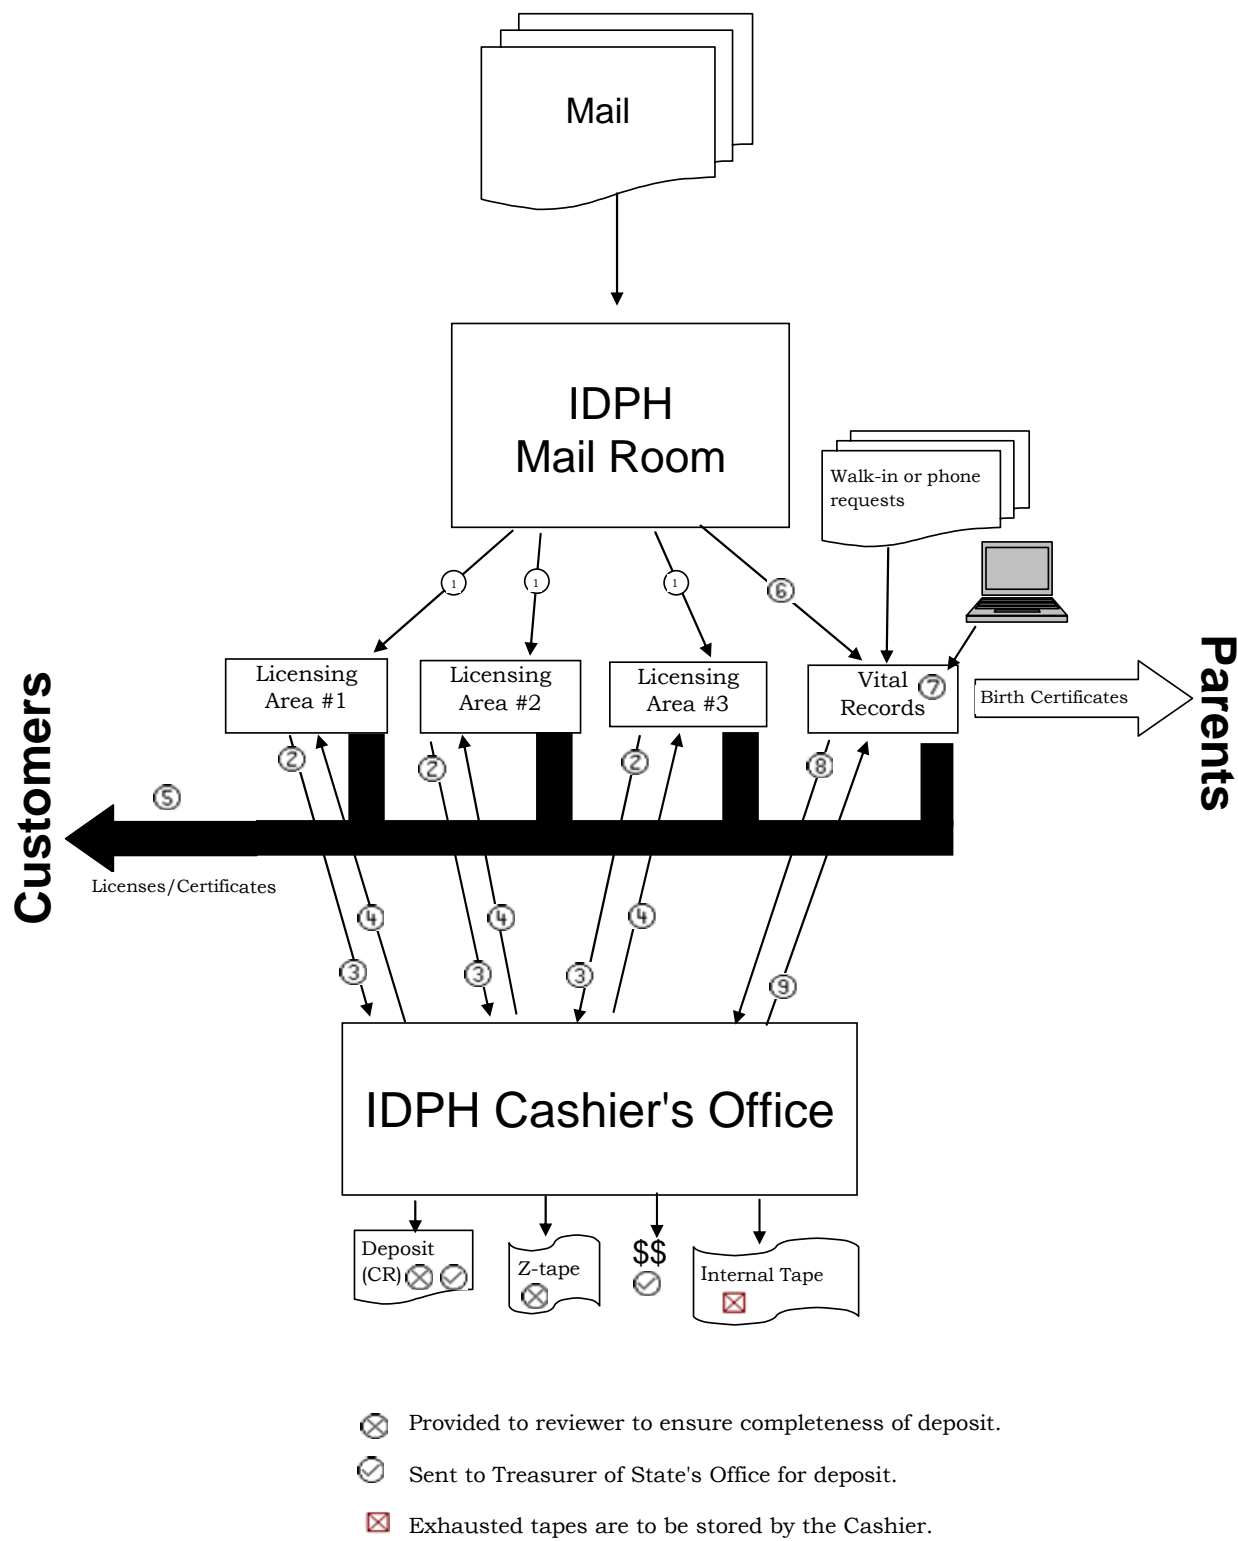 Mail
IDPH
Mail Room
Walk-in or phone
requests
1
1
1
6
Licensing
Area #1
Licensing
Area #2
Licensing
Area #3
Vital
Records
7
Birth Certificates
Parents
Customers
2
2
2
8
5
Licenses/Certificates
4
4
4
3
3
3
9
IDPH Cashier's Office
Deposit
(CR)
Z-tape
$$
Internal Tape
Provided to reviewer to ensure completeness of deposit.
Sent to Treasurer of State's Office for deposit.
Exhausted tapes are to be stored by the Cashier.